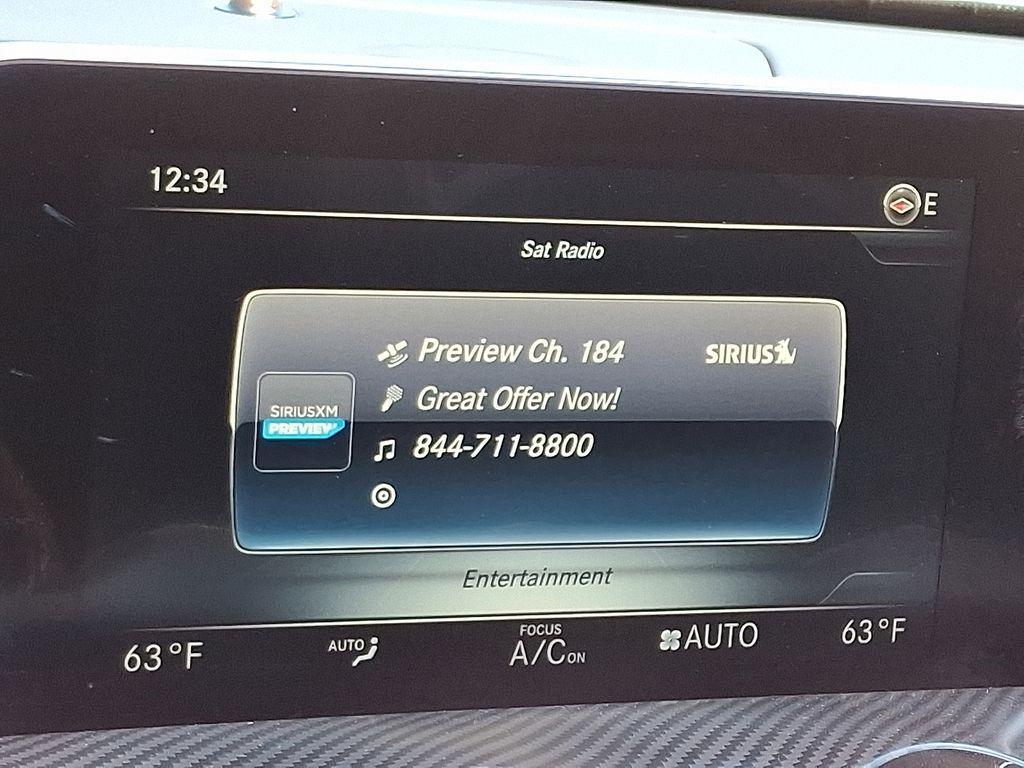 12:34
E
Sat Radio
Preview Ch. 184
SIRIUS
Great Offer Now!
SIRIUSXM
PREVIEW
844-711-8800
Entertainment
63°F
AUTO
FOCUS
A/C ON
AUTO
63°F